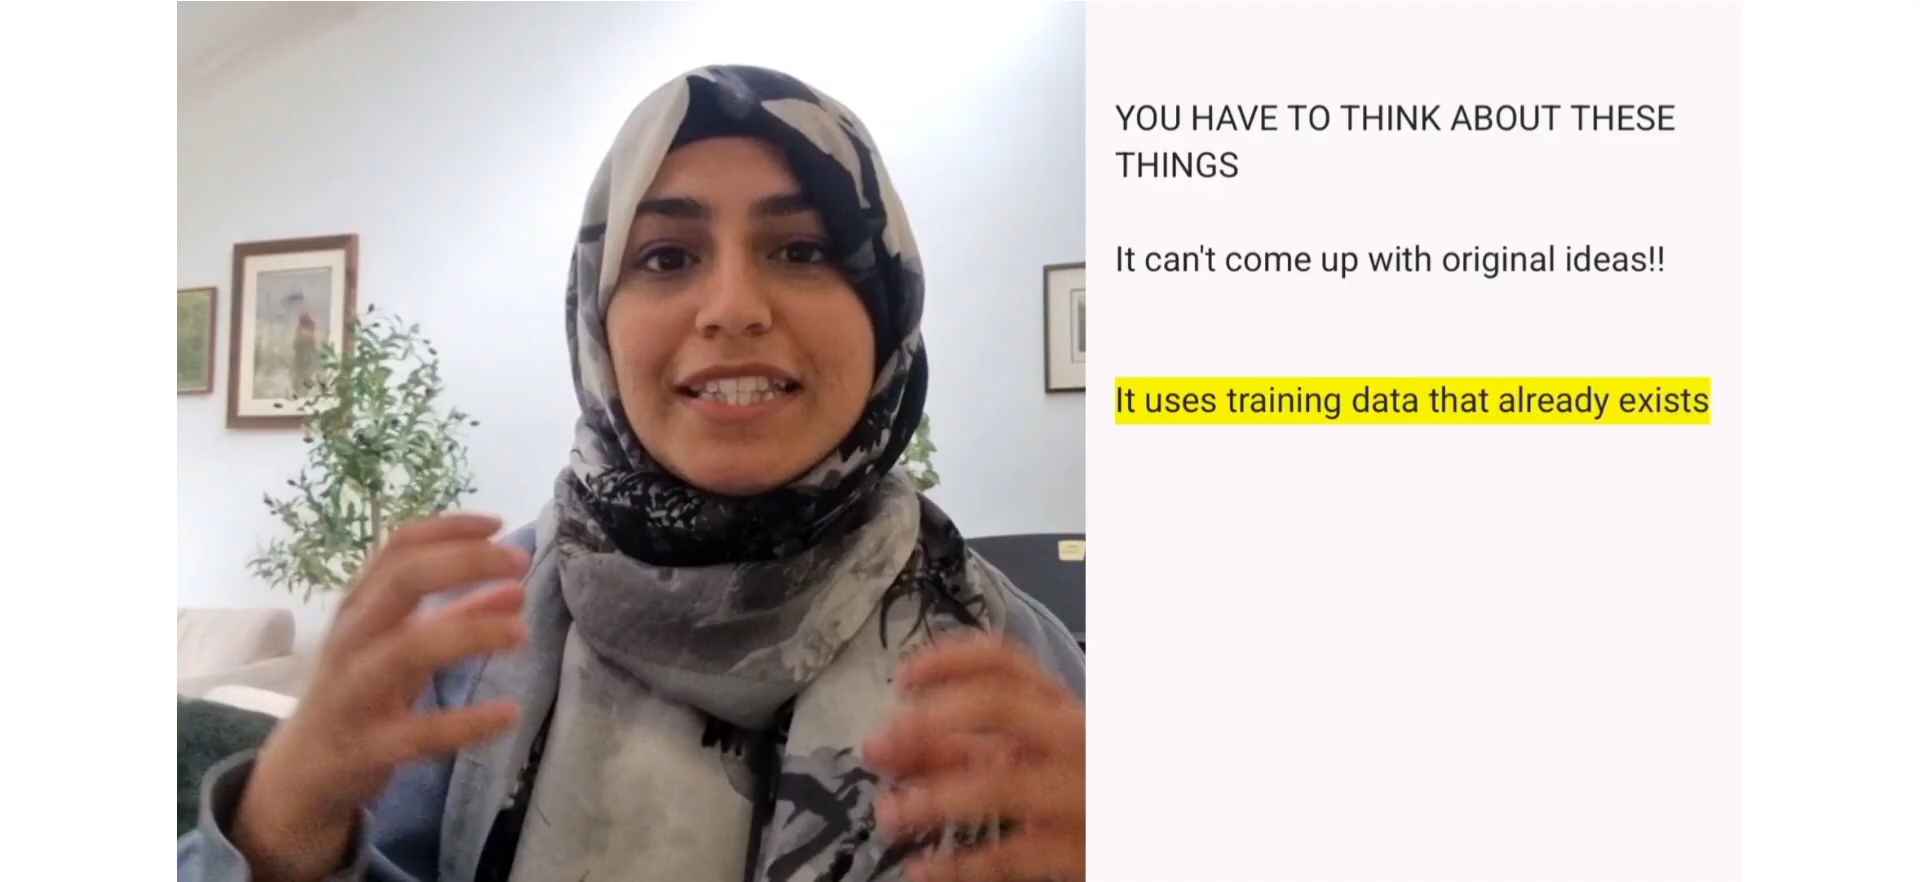 YOU HAVE TO THINK ABOUT THESE
THINGS
It can't come up with original ideas!!
It uses training data that already exists